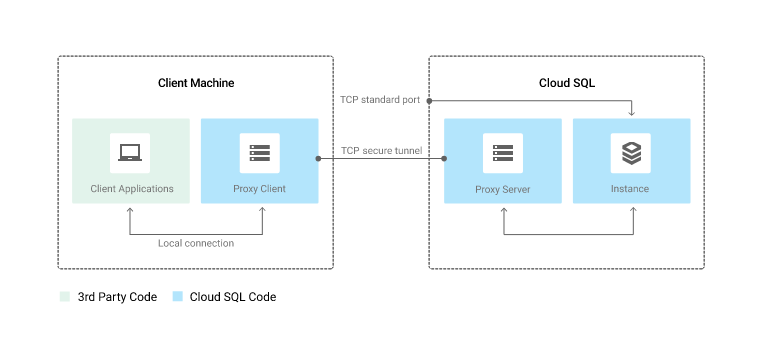 Client Machine
Cloud SQL
TCP standard port
TCP secure tunnel
Client Applications
Proxy Client
Proxy Server
Instance
Local connection
3rd Party Code
Cloud SQL Code